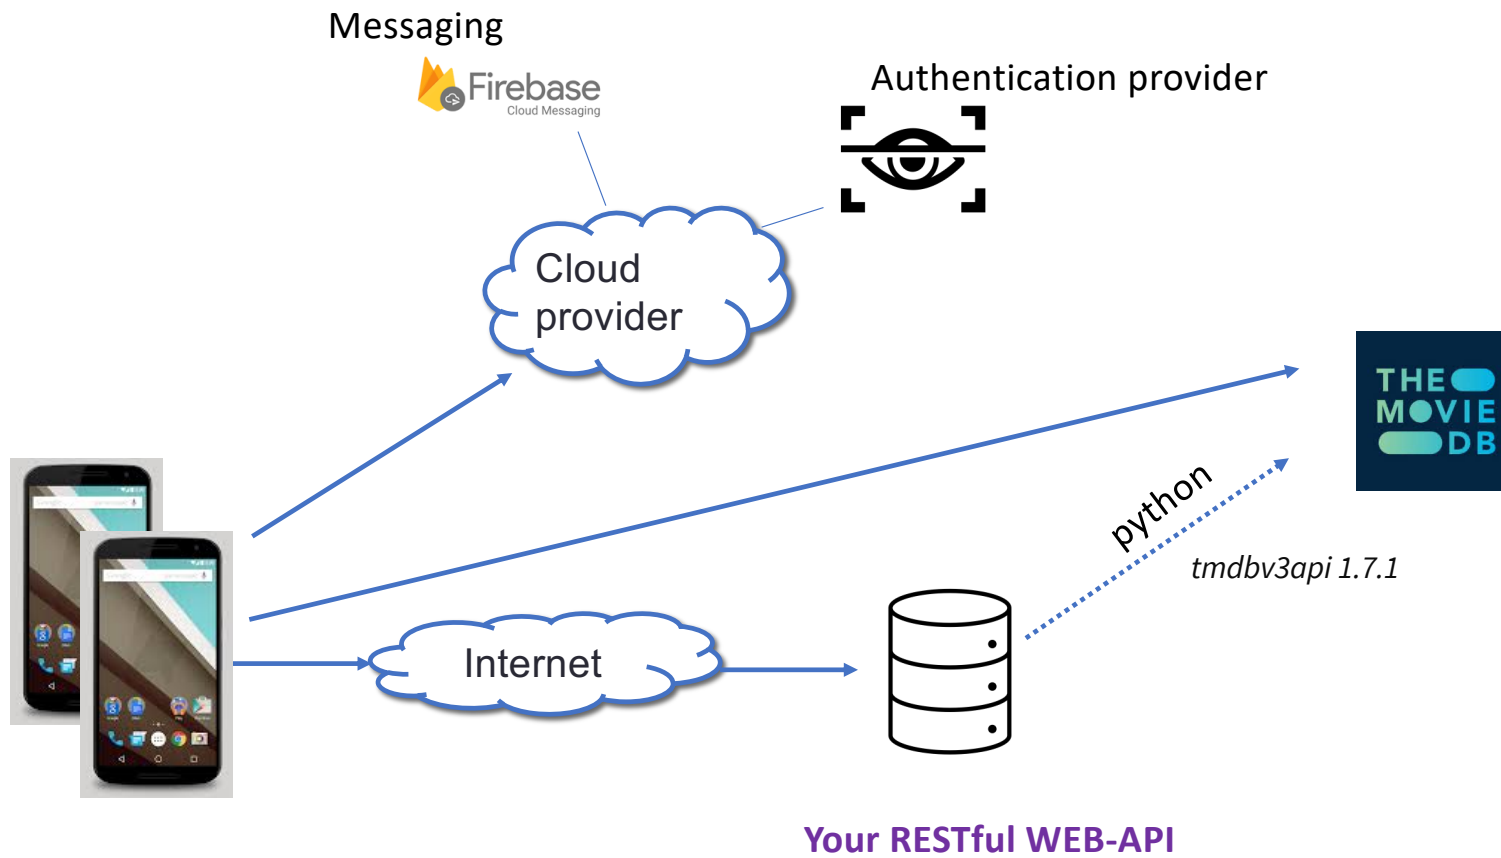 Messaging
Firebase
Cloud Messaging
Authentication provider
Cloud
provider
THE
MOVIE
DB
python
tmdbv3api 1.7.1
Internet
Your RESTful WEB-API